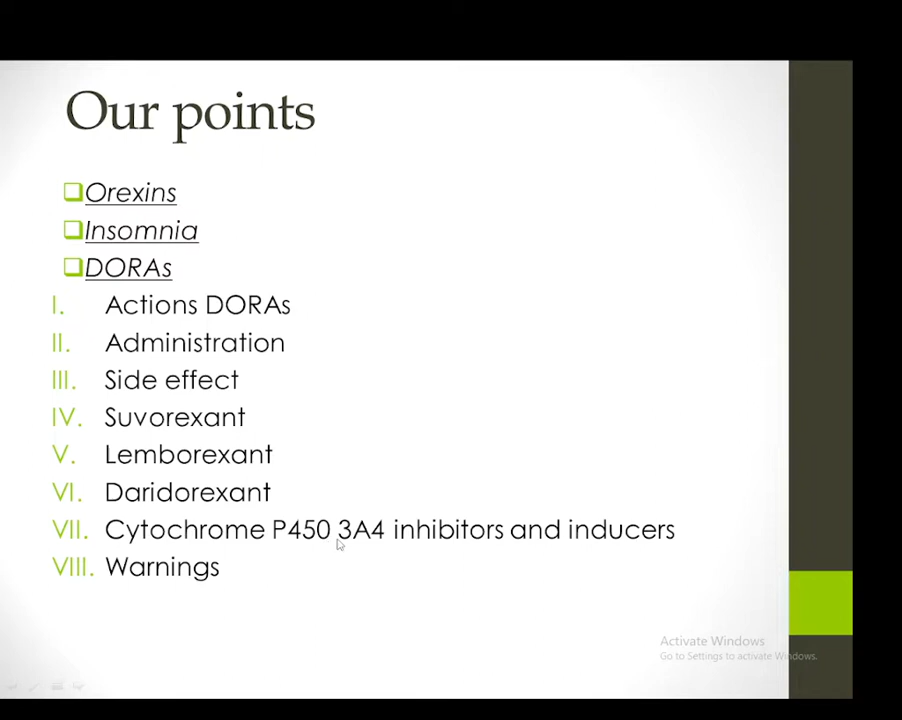 Our points
Orexins
Insomnia
DORAs
I. Actions DORAs
II. Administration
III. Side effect
IV. Suvorexant
V. Lemborexant
VI. Daridorexant
VII. Cytochrome P450 3A4 inhibitors and inducers
VIII. Warnings
Activate Windows
Go to Settings to activate Windows.